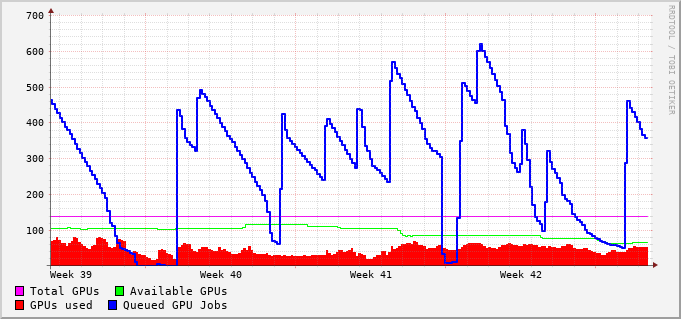 700
600
500
400
300
200
100
Week 39 Week 40 Week 41 Week 42
Total GPUs Available GPUs
GPUs used Queued GPU Jobs
RRDTOOL / TOBI OETIKER